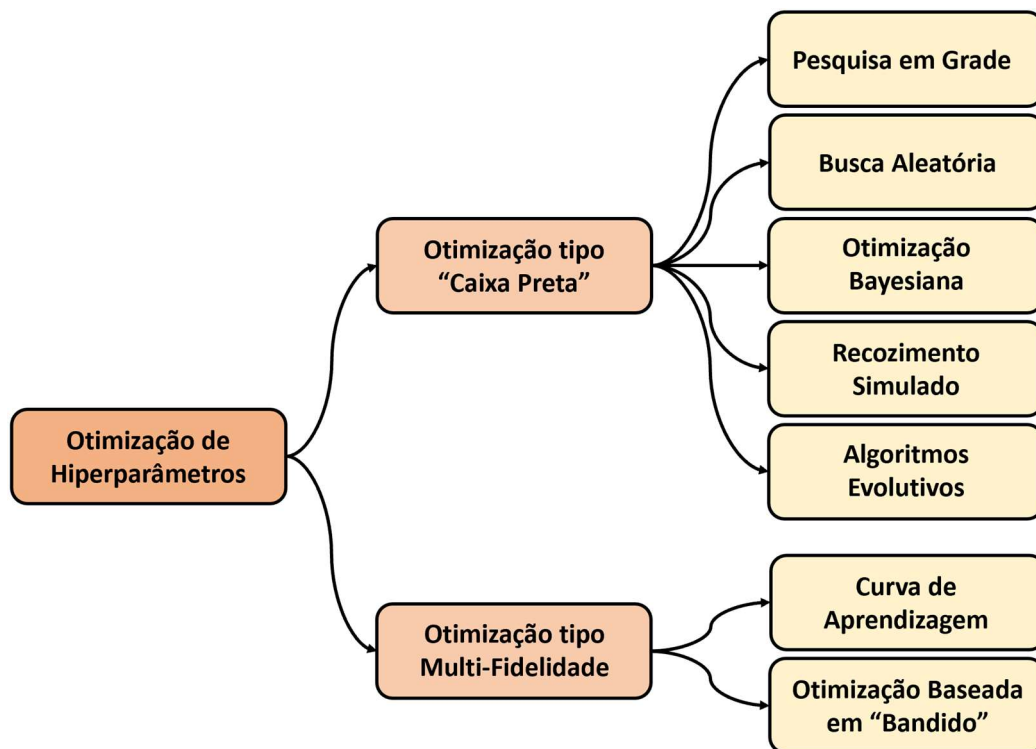 Otimização de
Hiperparâmetros
Otimização tipo
“Caixa Preta”
Pesquisa em Grade
Busca Aleatória
Otimização
Bayesiana
Recozimento
Simulado
Algoritmos
Evolutivos
Otimização tipo
Multi-Fidelidade
Curva de
Aprendizagem
Otimização Baseada
em “Bandido”